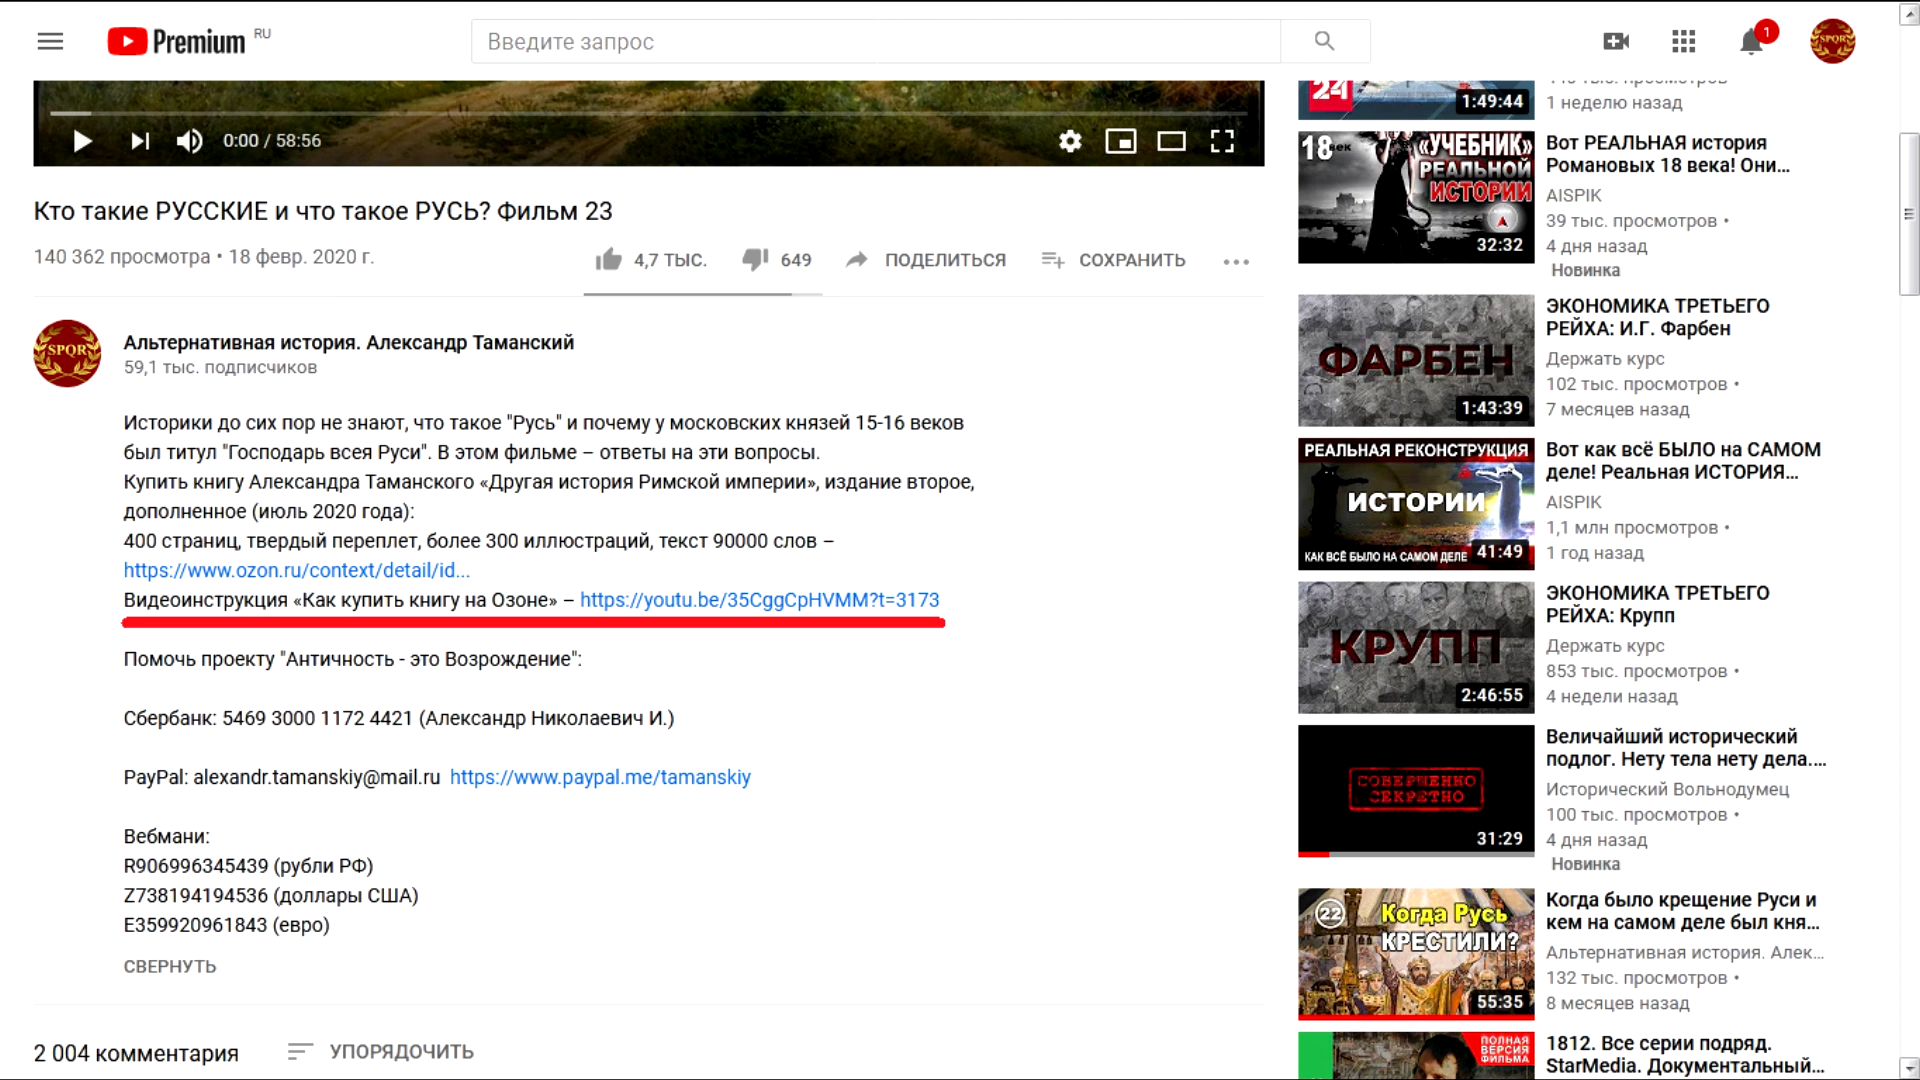 Premium RU
Введите запрос
1
SPQR
0:00 / 58:56
Кто такие РУССКИЕ и что такое РУСЬ? Фильм 23
140 362 просмотра • 18 февр. 2020 г.
4,7 ТЫС.
649
ПОДЕЛИТЬСЯ
СОХРАНИТЬ
SPQR
Альтернативная история. Александр Таманский
59,1 тыс. подписчиков
Историки до сих пор не знают, что такое "Русь" и почему у московских князей 15-16 веков
был титул "Господарь всея Руси". В этом фильме – ответы на эти вопросы.
Купить книгу Александра Таманского «Другая история Римской империи», издание второе,
дополненное (июль 2020 года):
400 страниц, твердый переплет, более 300 иллюстраций, текст 90000 слов –
https://www.ozon.ru/context/detail/id...
Видеоинструкция «Как купить книгу на Озоне» – https://youtu.be/35CggCpHVMM?t=3173
Помочь проекту "Античность - это Возрождение":
Сбербанк: 5469 3000 1172 4421 (Александр Николаевич И.)
PayPal: alexandr.tamanskiy@mail.ru https://www.paypal.me/tamanskiy
Вебмани:
R906996345439 (рубли РФ)
Z738194194536 (доллары США)
E359920961843 (евро)
СВЕРНУТЬ
2 004 комментария
УПОРЯДОЧИТЬ
24
1:49:44
1 неделю назад
18 век
«УЧЕБНИК»
РЕАЛЬНОЙ
ИСТОРИИ
32:32
Вот РЕАЛЬНАЯ история
Романовых 18 века! Они...
AISPIK
39 тыс. просмотров •
4 дня назад
Новинка
ФАРБЕН
1:43:39
ЭКОНОМИКА ТРЕТЬЕГО
РЕЙХА: И.Г. Фарбен
Держать курс
102 тыс. просмотров •
7 месяцев назад
РЕАЛЬНАЯ РЕКОНСТРУКЦИЯ
ИСТОРИИ
КАК ВСЁ БЫЛО НА САМОМ ДЕЛЕ
41:49
Вот как всё БЫЛО на САМОМ
деле! Реальная ИСТОРИЯ...
AISPIK
1,1 млн просмотров •
1 год назад
КРУПП
2:46:55
ЭКОНОМИКА ТРЕТЬЕГО
РЕЙХА: Крупп
Держать курс
853 тыс. просмотров •
4 недели назад
СОВЕРШЕННО
СЕКРЕТНО
31:29
Величайший исторический
подлог. Нету тела нету дела....
Исторический Вольнодумец
100 тыс. просмотров •
4 дня назад
Новинка
22
Когда Русь
КРЕСТИЛИ?
55:35
Когда было крещение Руси и
кем на самом деле был кня...
Альтернативная история. Алек...
132 тыс. просмотров •
8 месяцев назад
ПОЛНАЯ
ВЕРСИЯ
ФИЛЬМА
1812. Все серии подряд.
StarMedia. Документальный...